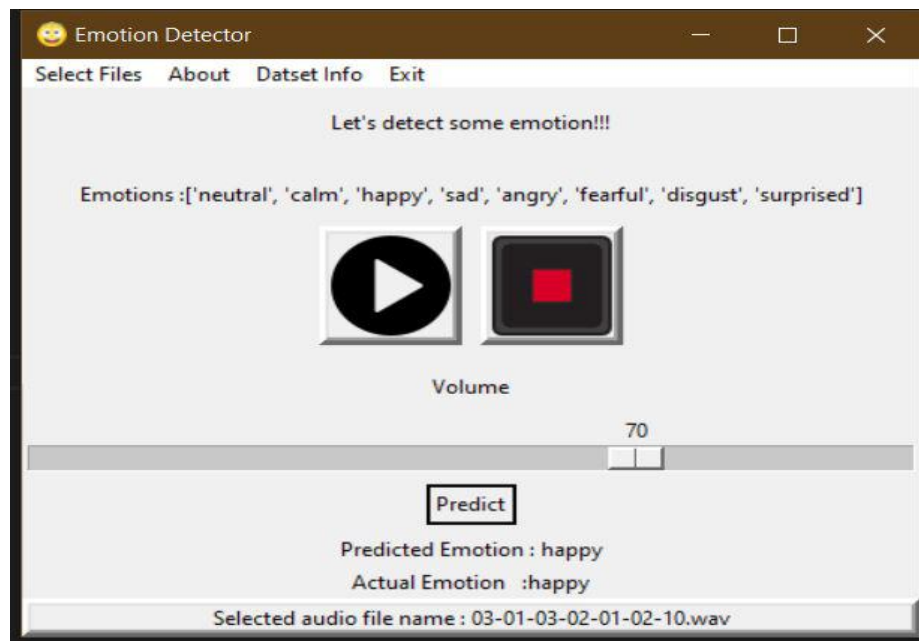 Emotion Detector
Select Files About Datset Info Exit
Let's detect some emotion!!!
Emotions :['neutral', 'calm', 'happy', 'sad', 'angry', 'fearful', 'disgust', 'surprised']
Volume
70
Predict
Predicted Emotion : happy
Actual Emotion :happy
Selected audio file name : 03-01-03-02-01-02-10.wav